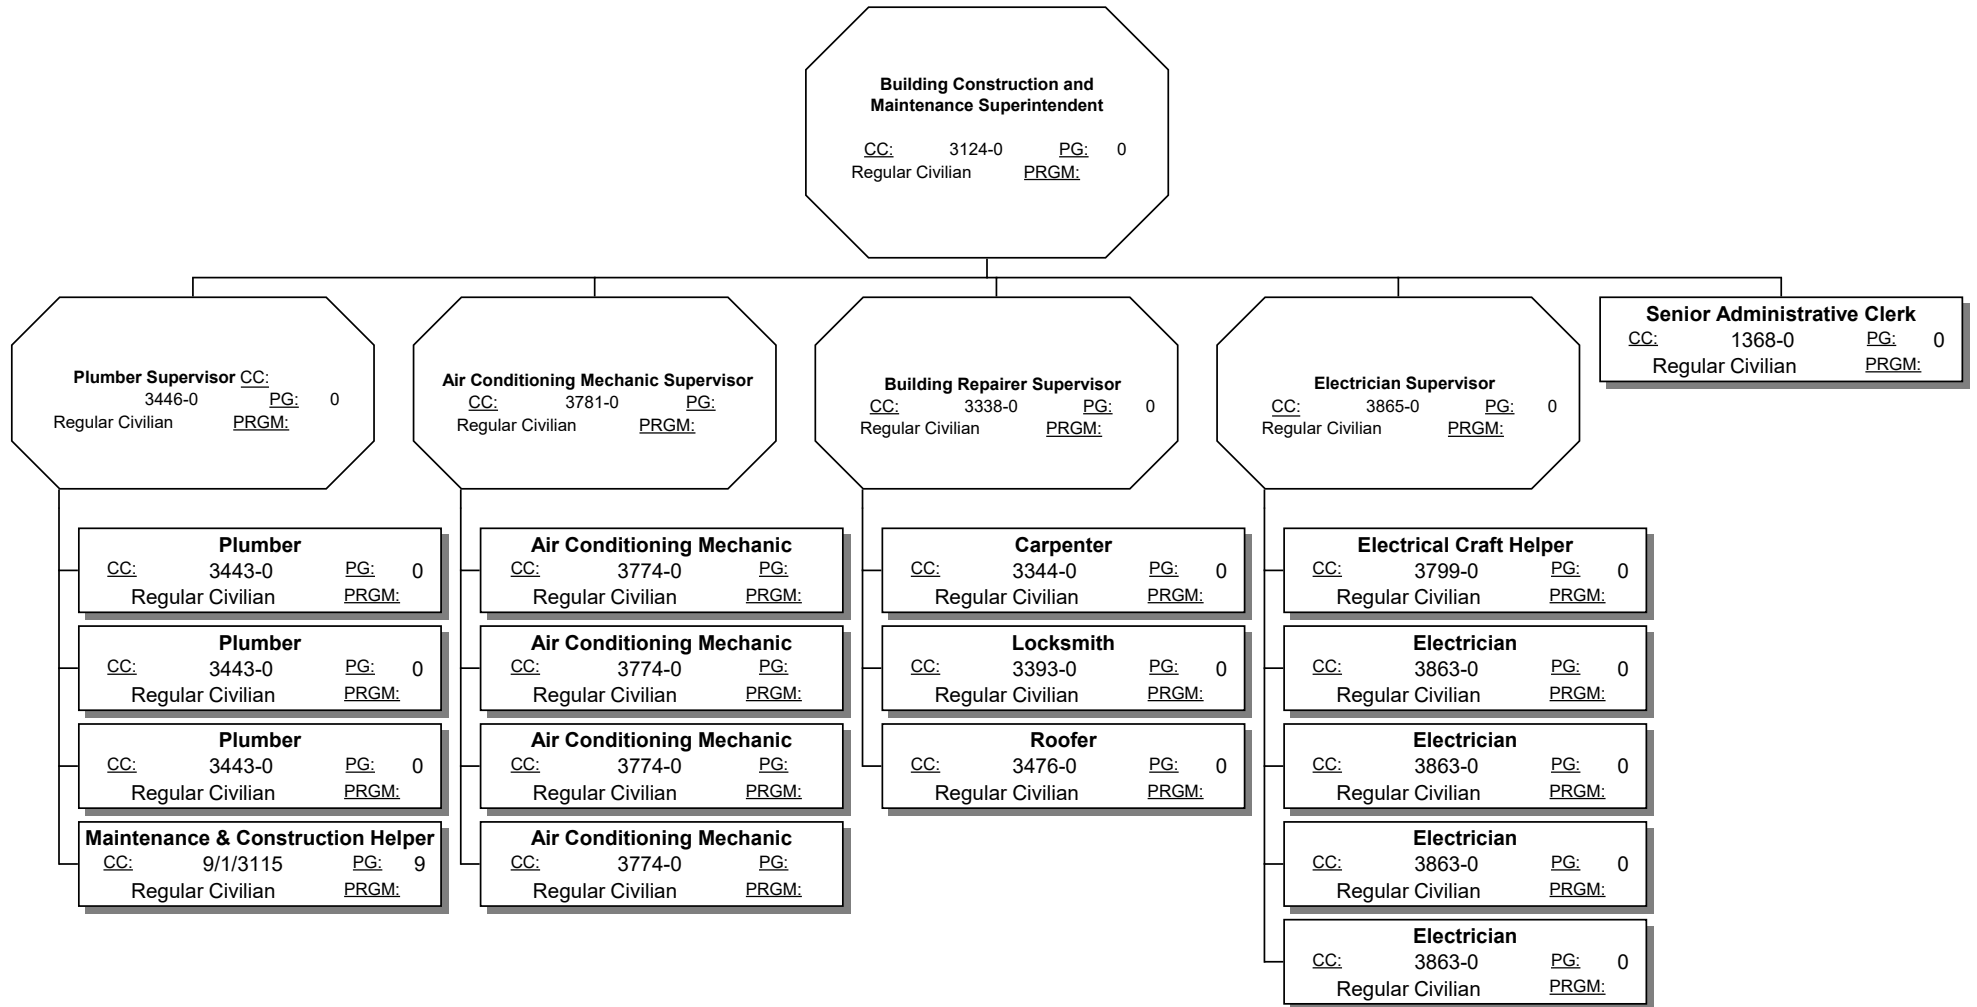 Building Construction and
Maintenance Superintendent
CC: 3124-0 PG: 0
Regular Civilian PRGM:
Plumber Supervisor CC:
3446-0 PG: 0
Regular Civilian PRGM:
Air Conditioning Mechanic Supervisor
CC: 3781-0 PG:
Regular Civilian PRGM:
Building Repairer Supervisor
CC: 3338-0 PG: 0
Regular Civilian PRGM:
Electrician Supervisor
CC: 3865-0 PG: 0
Regular Civilian PRGM:
Senior Administrative Clerk
CC: 1368-0 PG: 0
Regular Civilian PRGM:
Plumber
CC: 3443-0 PG: 0
Regular Civilian PRGM:
Plumber
CC: 3443-0 PG: 0
Regular Civilian PRGM:
Plumber
CC: 3443-0 PG: 0
Regular Civilian PRGM:
Maintenance & Construction Helper
CC: 9/1/3115 PG: 9
Regular Civilian PRGM:
Air Conditioning Mechanic
CC: 3774-0 PG:
Regular Civilian PRGM:
Air Conditioning Mechanic
CC: 3774-0 PG:
Regular Civilian PRGM:
Air Conditioning Mechanic
CC: 3774-0 PG:
Regular Civilian PRGM:
Air Conditioning Mechanic
CC: 3774-0 PG:
Regular Civilian PRGM:
Carpenter
CC: 3344-0 PG: 0
Regular Civilian PRGM:
Locksmith
CC: 3393-0 PG: 0
Regular Civilian PRGM:
Roofer
CC: 3476-0 PG: 0
Regular Civilian PRGM:
Electrical Craft Helper
CC: 3799-0 PG: 0
Regular Civilian PRGM:
Electrician
CC: 3863-0 PG: 0
Regular Civilian PRGM:
Electrician
CC: 3863-0 PG: 0
Regular Civilian PRGM:
Electrician
CC: 3863-0 PG: 0
Regular Civilian PRGM:
Electrician
CC: 3863-0 PG: 0
Regular Civilian PRGM: